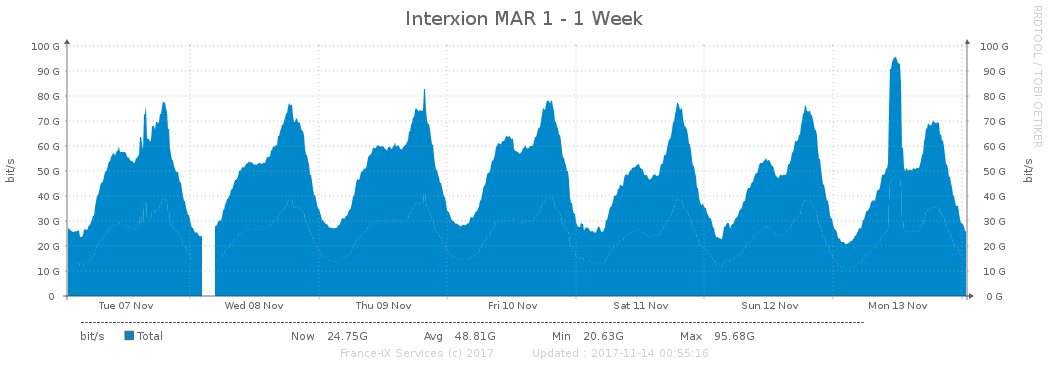 Interxion MAR 1 - 1 Week
RRDTOOL / TOBI OETIKER
100 G 100 G
90 G 90 G
80 G 80 G
70 G 70 G
60 G 60 G
50 G 50 G
40 G 40 G
30 G 30 G
20 G 20 G
10 G 10 G
0 0 G
bit/s bit/s
Tue 07 Nov Wed 08 Nov Thu 09 Nov Fri 10 Nov Sat 11 Nov Sun 12 Nov Mon 13 Nov
bit/s Total Now 24.75G Avg 48.81G Min 20.63G Max 95.68G
France-IX Services (c) 2017 Updated : 2017-11-14 00:55:16